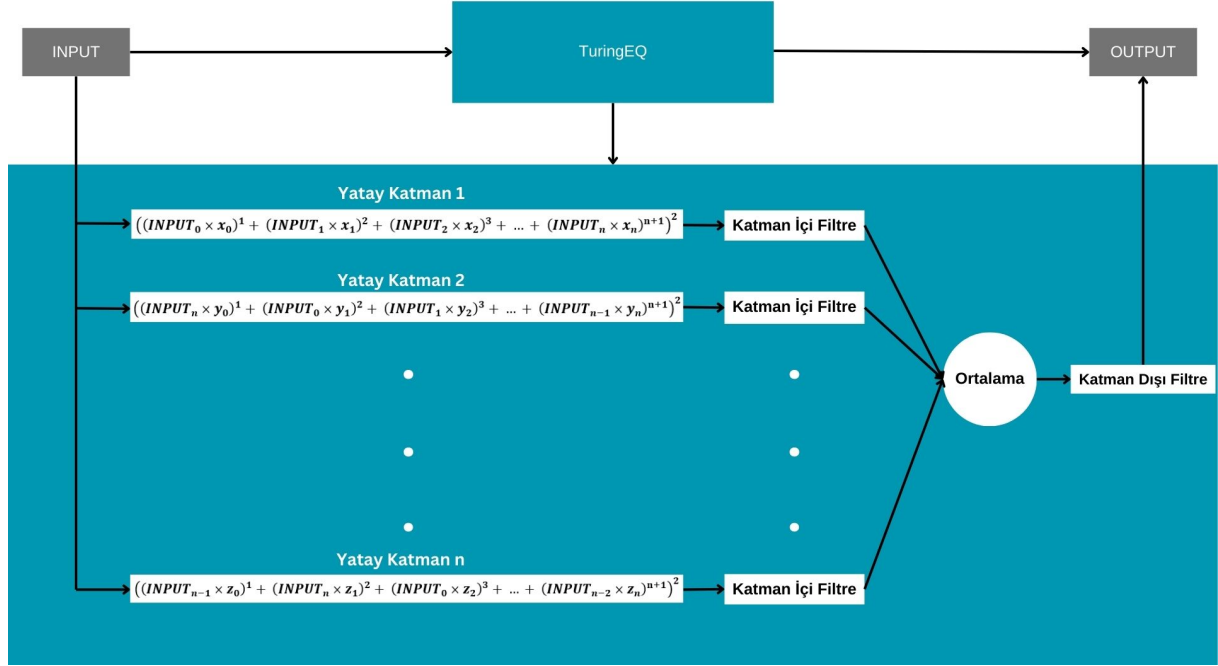 INPUT
TuringEQ
OUTPUT
Yatay Katman 1
((INPUT₀ × x₀)¹ + (INPUT₁ × x₁)² + (INPUT₂ × x₂)³ + ... + (INPUTₙ × xₙ)ⁿ⁺¹)²
Katman İçi Filtre
Yatay Katman 2
((INPUTₙ × y₀)¹ + (INPUT₀ × y₁)² + (INPUT₁ × y₂)³ + ... + (INPUTₙ₋₁ × yₙ)ⁿ⁺¹)²
Katman İçi Filtre
Ortalama
Katman Dışı Filtre
Yatay Katman n
((INPUTₙ₋₁ × z₀)¹ + (INPUTₙ × z₁)² + (INPUT₀ × z₂)³ + ... + (INPUTₙ₋₂ × zₙ)ⁿ⁺¹)²
Katman İçi Filtre